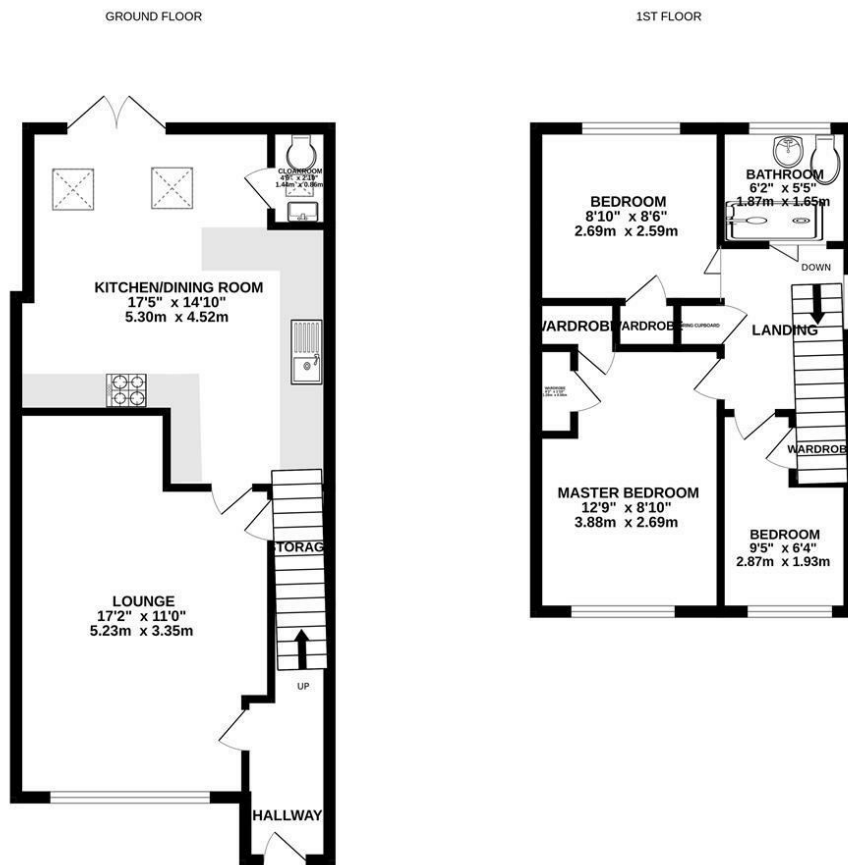 GROUND FLOOR
CLOAKROOM
KITCHEN/DINING ROOM
17'5" x 14'10"
5.30m x 4.52m
STORAG
LOUNGE
17'2" x 11'0"
5.23m x 3.35m
UP
HALLWAY
1ST FLOOR
BATHROOM
6'2" x 5'5"
1.87m x 1.65m
BEDROOM
8'10" x 8'6"
2.69m x 2.59m
DOWN
WARDROBE
WARDROBE
CUPBOARD
LANDING
WARDROBE
MASTER BEDROOM
12'9" x 8'10"
3.88m x 2.69m
BEDROOM
9'5" x 6'4"
2.87m x 1.93m